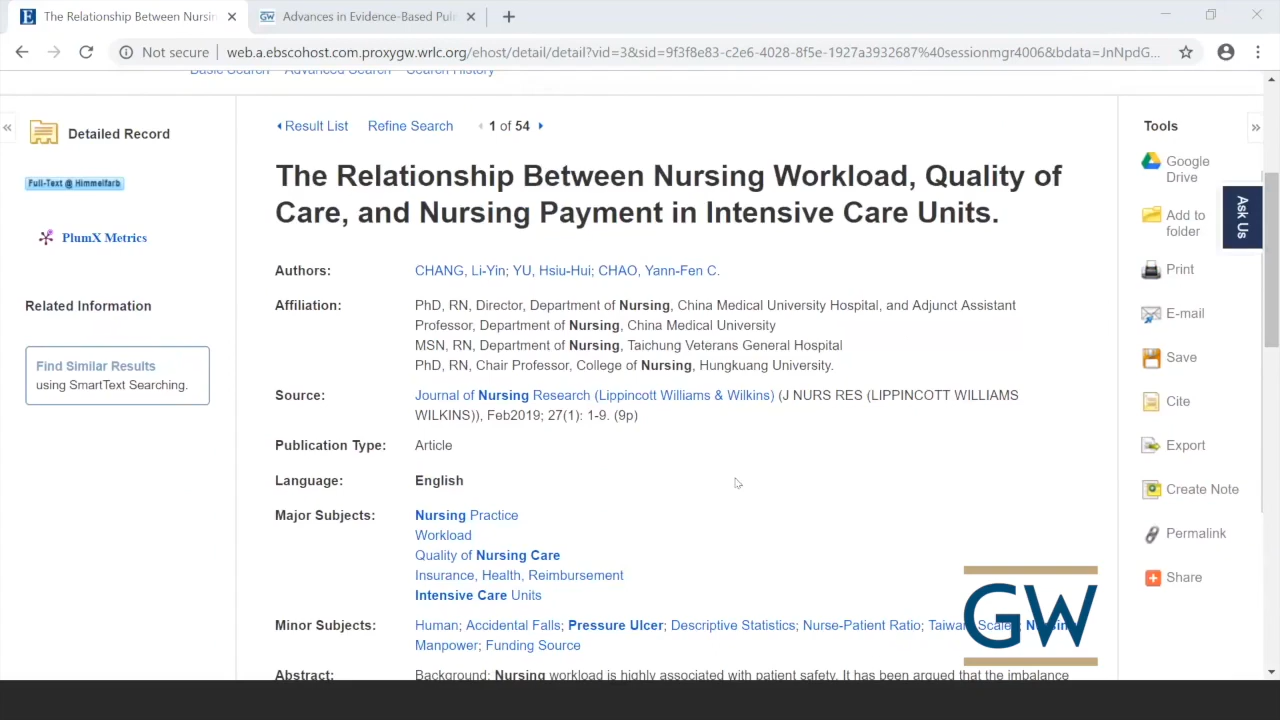 The Relationship Between Nursin
Advances in Evidence-Based Pul
Not secure
web.a.ebscohost.com.proxygw.wrlc.org/ehost/detail/detail?vid=3&sid=9f3f8e83-c2e6-4028-8f5e-1927a3932687%40sessionmgr4006&bdata=JnNpdG...
Basic Search Advanced Search Search History
Detailed Record
Full-Text @ Himmelfarb
PlumX Metrics
Related Information
Find Similar Results
using SmartText Searching.
Result List Refine Search 1 of 54
The Relationship Between Nursing Workload, Quality of
Care, and Nursing Payment in Intensive Care Units.
Authors: CHANG, Li-Yin; YU, Hsiu-Hui; CHAO, Yann-Fen C.
Affiliation: PhD, RN, Director, Department of Nursing, China Medical University Hospital, and Adjunct Assistant
Professor, Department of Nursing, China Medical University
MSN, RN, Department of Nursing, Taichung Veterans General Hospital
PhD, RN, Chair Professor, College of Nursing, Hungkuang University.
Source: Journal of Nursing Research (Lippincott Williams & Wilkins) (J NURS RES (LIPPINCOTT WILLIAMS
WILKINS)), Feb2019; 27(1): 1-9. (9p)
Publication Type: Article
Language: English
Major Subjects: Nursing Practice
Workload
Quality of Nursing Care
Insurance, Health, Reimbursement
Intensive Care Units
Minor Subjects: Human; Accidental Falls; Pressure Ulcer; Descriptive Statistics; Nurse-Patient Ratio; Taiwan Scales; Nursing
Manpower; Funding Source
Abstract: Background: Nursing workload is highly associated with patient safety. It has been argued that the imbalance
Tools
Google
Drive
Add to
folder
Print
E-mail
Save
Cite
Export
Create Note
Permalink
Share
Ask Us
GW